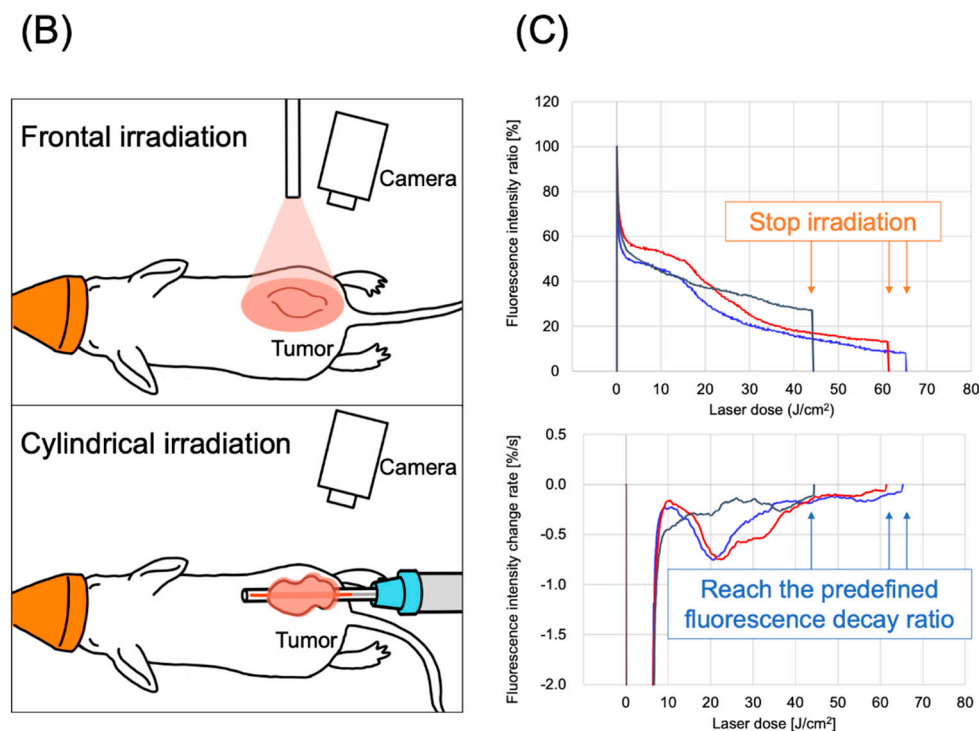 (B)
Frontal irradiation
Camera
Tumor
Cylindrical irradiation
Camera
Tumor
(C)
Fluorescence intensity ratio [%]
120
100
80
60
40
20
0
Stop irradiation
0 10 20 30 40 50 60 70 80
Laser dose (J/cm²)
Fluorescence intensity change rate [%/s]
0.5
0.0
-0.5
-1.0
-1.5
-2.0
Reach the predefined
fluorescence decay ratio
0 10 20 30 40 50 60 70 80
Laser dose [J/cm²]